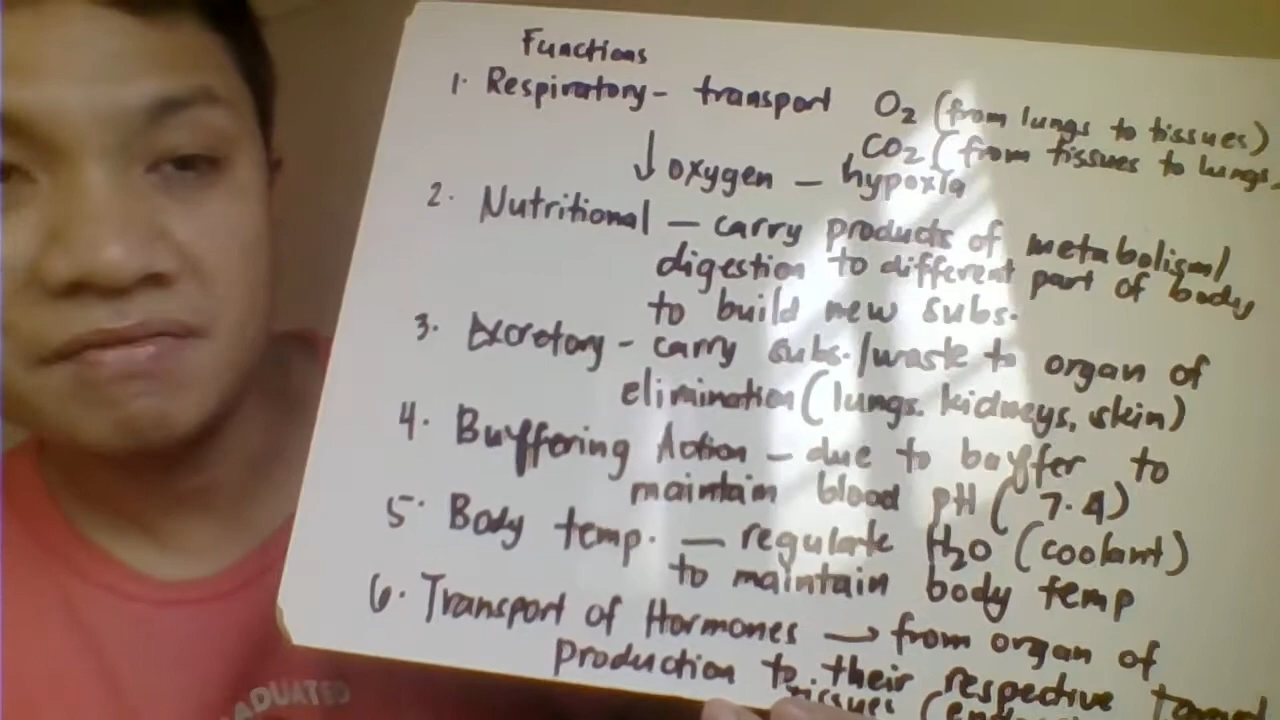 Functions
1. Respiratory - transport O2 (from lungs to tissues)
CO2 (from tissues to lungs
↓ oxygen - hypoxia
2. Nutritional - carry products of metabolism/
digestion to different part of body
to build new subs.
3. Excretory - carry subs./waste to organ of
elimination (lungs, kidneys, skin)
4. Buffering Action - due to buffer to
maintain blood pH (7.4)
5. Body temp. - regulate H2O (coolant)
to maintain body temp
6. Transport of Hormones → from organ of
production to their respective
tissues
GRADUATED